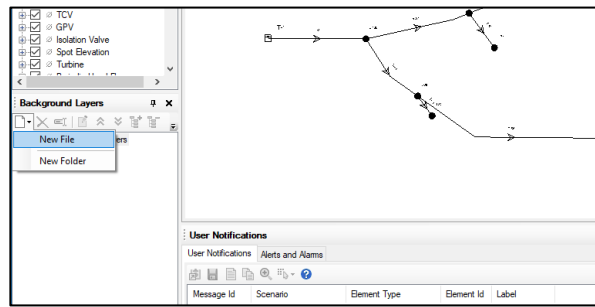 TCV
GPV
Isolation Valve
Spot Elevation
Turbine
Background Layers
New File
ers
New Folder
User Notifications
User Notifications
Alerts and Alarms
Message Id
Scenario
Element Type
Element Id
Label